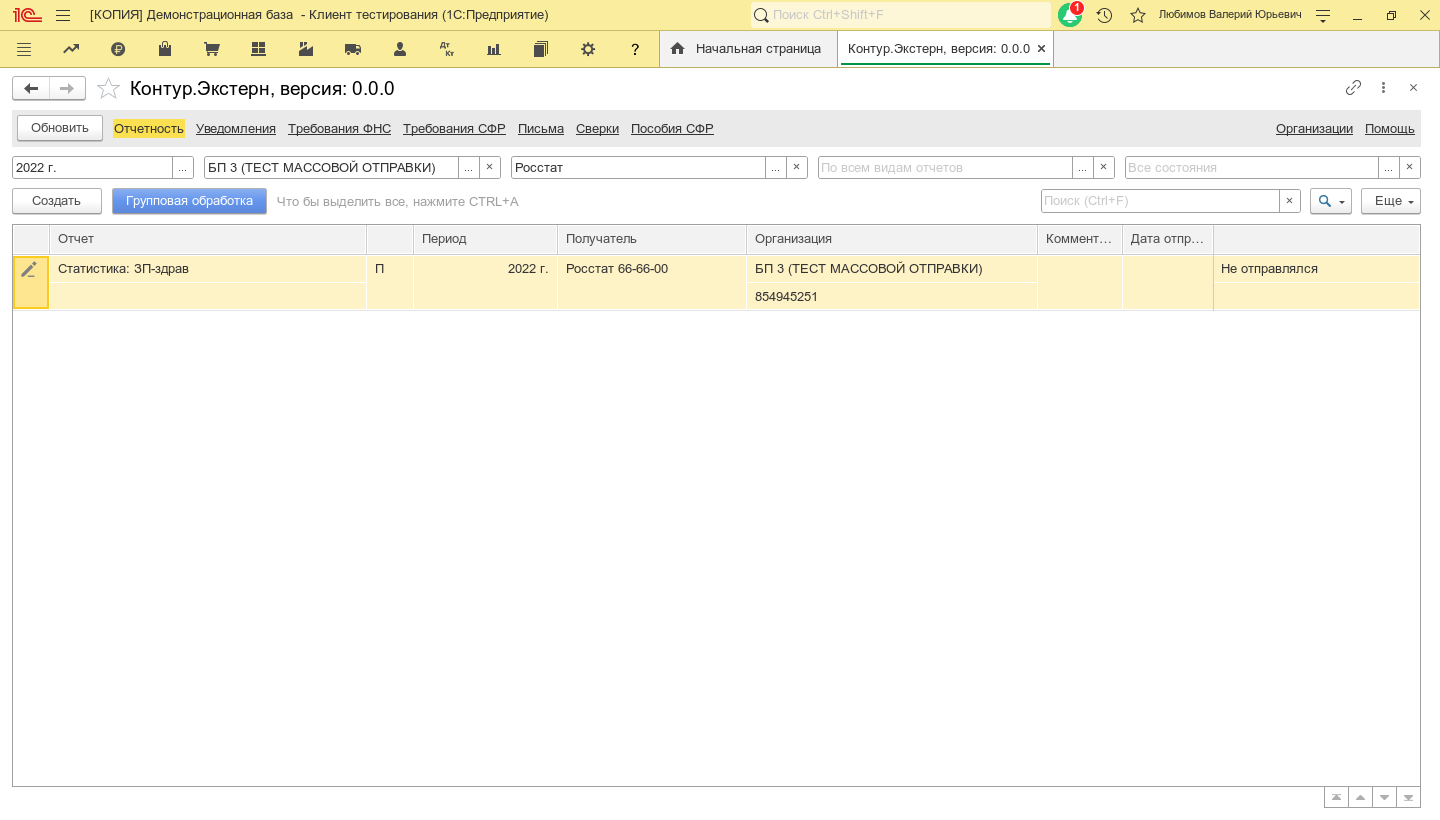 1С [КОПИЯ] Демонстрационная база - Клиент тестирования (1С:Предприятие) Поиск Ctrl+Shift+F 1 Любимов Валерий Юрьевич
₽ Дт Кт ? Начальная страница Контур.Экстерн, версия: 0.0.0 ×
Контур.Экстерн, версия: 0.0.0
Обновить Отчетность Уведомления Требования ФНС Требования СФР Письма Сверки Пособия СФР Организации Помощь
2022 г. ... БП 3 (ТЕСТ МАССОВОЙ ОТПРАВКИ) ... × Росстат ... × По всем видам отчетов ... × Все состояния ... ×
Создать Групповая обработка Что бы выделить все, нажмите CTRL+A Поиск (Ctrl+F) × Еще
Отчет Период Получатель Организация Коммент... Дата отпр...
Статистика: ЗП-здрав П 2022 г. Росстат 66-66-00 БП 3 (ТЕСТ МАССОВОЙ ОТПРАВКИ) Не отправлялся
854945251